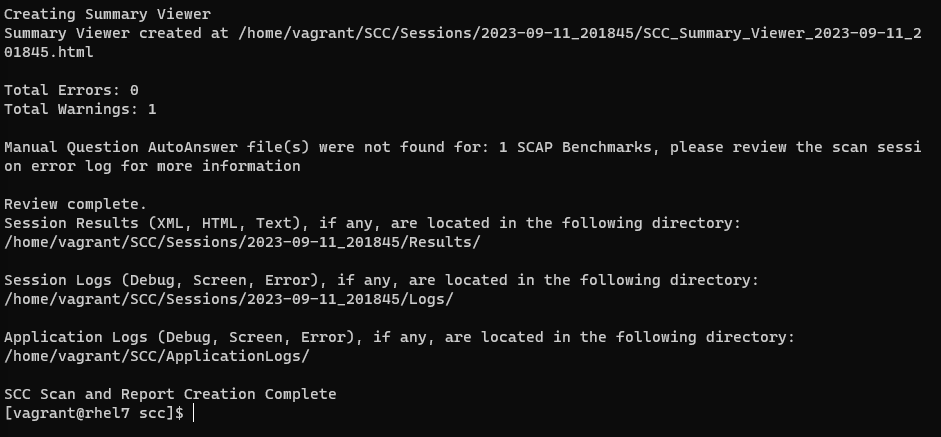 Creating Summary Viewer
Summary Viewer created at /home/vagrant/SCC/Sessions/2023-09-11_201845/SCC_Summary_Viewer_2023-09-11_2
01845.html
Total Errors: 0
Total Warnings: 1
Manual Question AutoAnswer file(s) were not found for: 1 SCAP Benchmarks, please review the scan sessi
on error log for more information
Review complete.
Session Results (XML, HTML, Text), if any, are located in the following directory:
/home/vagrant/SCC/Sessions/2023-09-11_201845/Results/
Session Logs (Debug, Screen, Error), if any, are located in the following directory:
/home/vagrant/SCC/Sessions/2023-09-11_201845/Logs/
Application Logs (Debug, Screen, Error), if any, are located in the following directory:
/home/vagrant/SCC/ApplicationLogs/
SCC Scan and Report Creation Complete
[vagrant@rhel7 scc]$